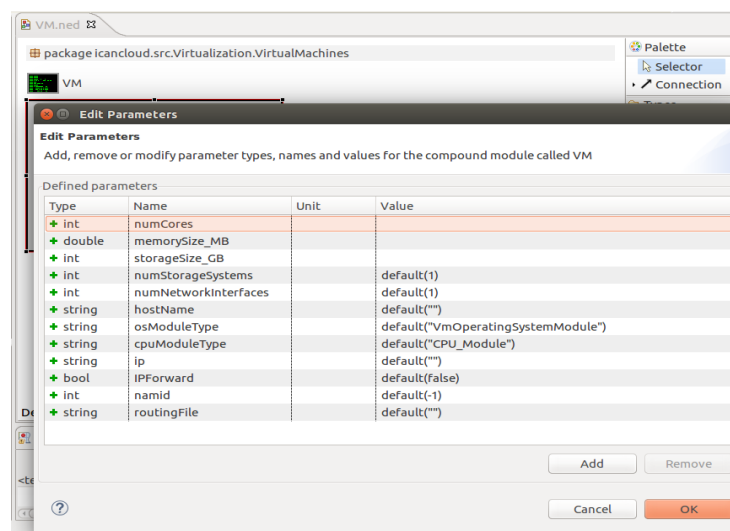 VM.ned
package icancloud.src.Virtualization.VirtualMachines
VM
Palette
Selector
Connection
Edit Parameters
Edit Parameters
Add, remove or modify parameter types, names and values for the compound module called VM
Defined parameters
Type Name Unit Value
int numCores
double memorySize_MB
int storageSize_GB
int numStorageSystems default(1)
int numNetworkInterfaces default(1)
string hostName default("")
string osModuleType default("VmOperatingSystemModule")
string cpuModuleType default("CPU_Module")
string ip default("")
bool IPForward default(false)
int namid default(-1)
string routingFile default("")
De
Add Remove
<te
Cancel OK